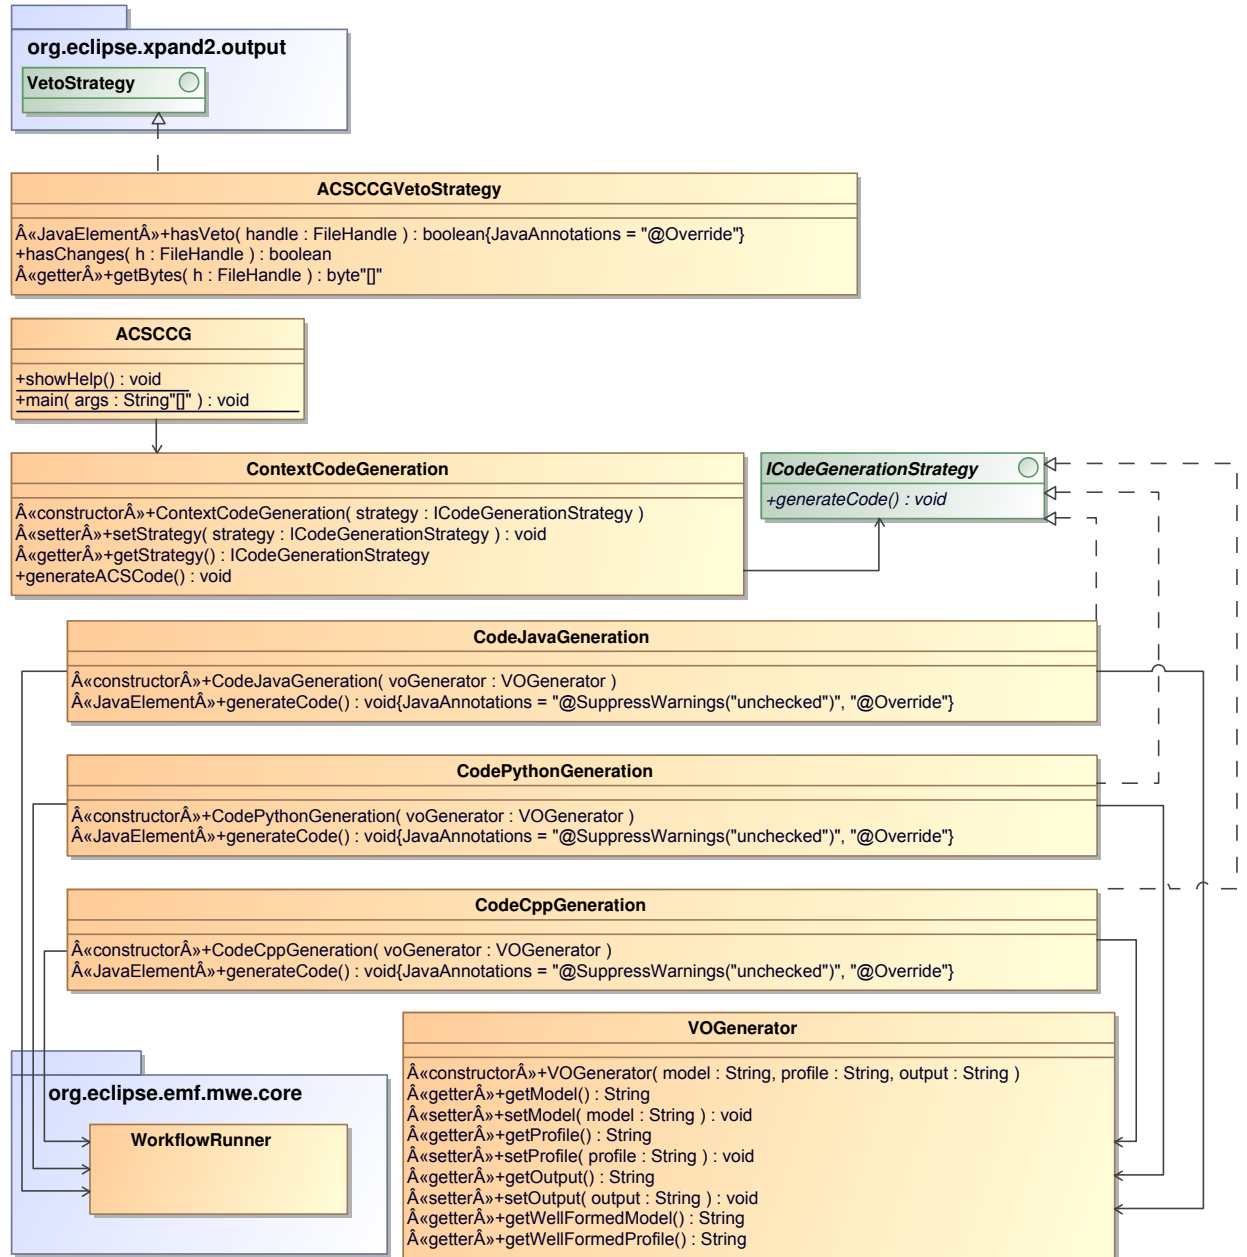 org.eclipse.xpand2.output
VetoStrategy
ACSCCGVetoStrategy
Â«JavaElementÂ»+hasVeto( handle : FileHandle ) : boolean{JavaAnnotations = "@Override"}
+hasChanges( h : FileHandle ) : boolean
Â«getterÂ»+getBytes( h : FileHandle ) : byte"[]"
ACSCCG
+showHelp() : void
+main( args : String"[]" ) : void
ContextCodeGeneration
Â«constructorÂ»+ContextCodeGeneration( strategy : ICodeGenerationStrategy )
Â«setterÂ»+setStrategy( strategy : ICodeGenerationStrategy ) : void
Â«getterÂ»+getStrategy() : ICodeGenerationStrategy
+generateACSCode() : void
ICodeGenerationStrategy
+generateCode() : void
CodeJavaGeneration
Â«constructorÂ»+CodeJavaGeneration( voGenerator : VOGenerator )
Â«JavaElementÂ»+generateCode() : void{JavaAnnotations = "@SuppressWarnings("unchecked")", "@Override"}
CodePythonGeneration
Â«constructorÂ»+CodePythonGeneration( voGenerator : VOGenerator )
Â«JavaElementÂ»+generateCode() : void{JavaAnnotations = "@SuppressWarnings("unchecked")", "@Override"}
CodeCppGeneration
Â«constructorÂ»+CodeCppGeneration( voGenerator : VOGenerator )
Â«JavaElementÂ»+generateCode() : void{JavaAnnotations = "@SuppressWarnings("unchecked")", "@Override"}
org.eclipse.emf.mwe.core
WorkflowRunner
VOGenerator
Â«constructorÂ»+VOGenerator( model : String, profile : String, output : String )
Â«getterÂ»+getModel() : String
Â«setterÂ»+setModel( model : String ) : void
Â«getterÂ»+getProfile() : String
Â«setterÂ»+setProfile( profile : String ) : void
Â«getterÂ»+getOutput() : String
Â«setterÂ»+setOutput( output : String ) : void
Â«getterÂ»+getWellFormedModel() : String
Â«getterÂ»+getWellFormedProfile() : String